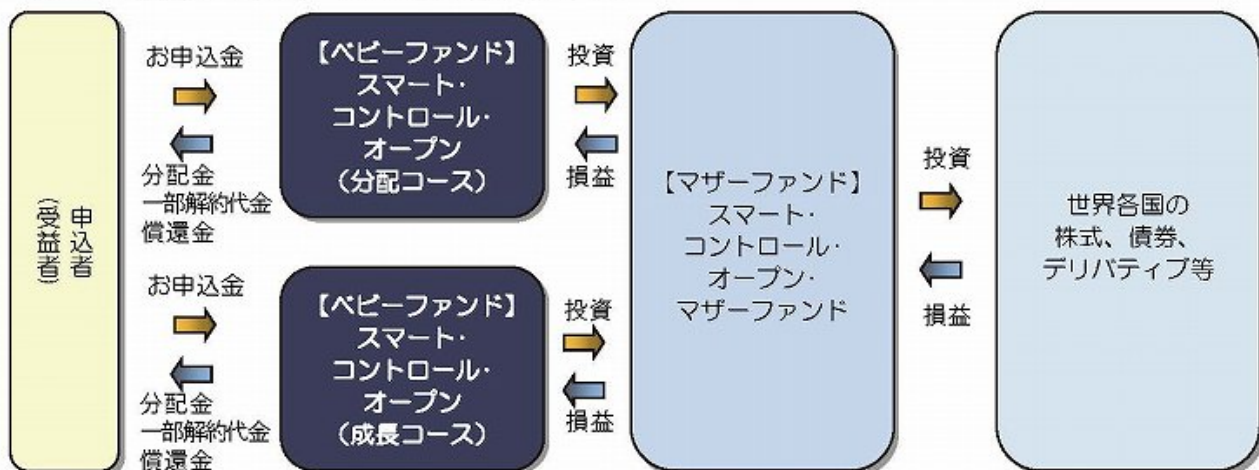 申込者
(受益者)
お申込金
分配金
一部解約代金
償還金
お申込金
分配金
一部解約代金
償還金
【ベビーファンド】
スマート・
コントロール・
オープン
(分配コース)
【ベビーファンド】
スマート・
コントロール・
オープン
(成長コース)
投資
損益
投資
損益
【マザーファンド】
スマート・
コントロール・
オープン・
マザーファンド
投資
損益
世界各国の
株式、債券、
デリバティブ等